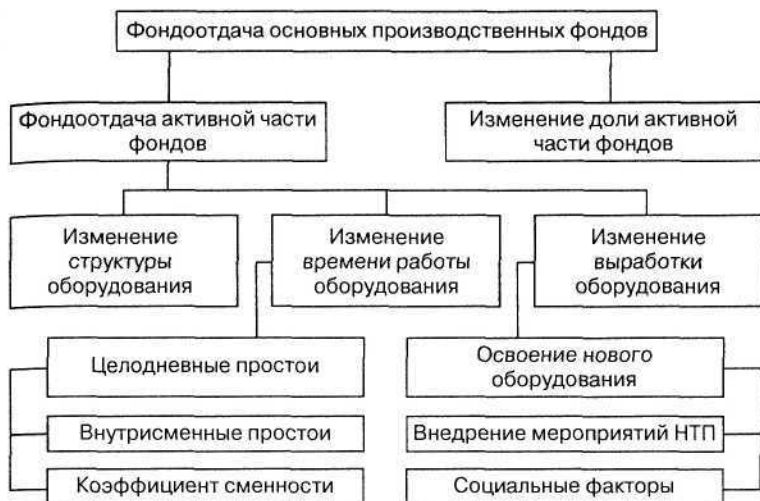 Фондоотдача основных производственных фондов
Фондоотдача активной части
фондов
Изменение доли активной
части фондов
Изменение
структуры
оборудования
Изменение
времени работы
оборудования
Изменение
выработки
оборудования
Целодневные простои
Внутрисменные простои
Коэффициент сменности
Освоение нового
оборудования
Внедрение мероприятий НТП
Социальные факторы